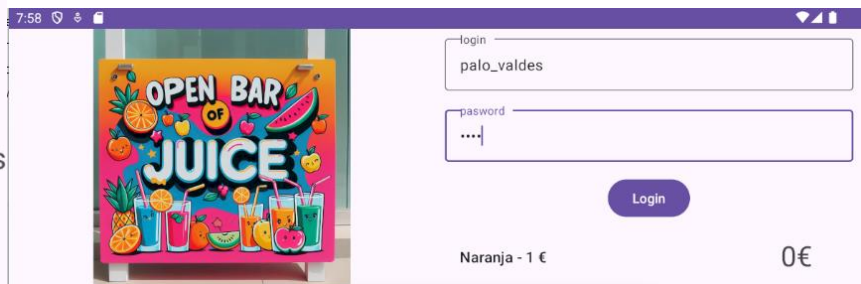 7:58
OPEN BAR
OF
JUICE
login
palo_valdes
pasword
••••
Login
Naranja - 1 €
0€